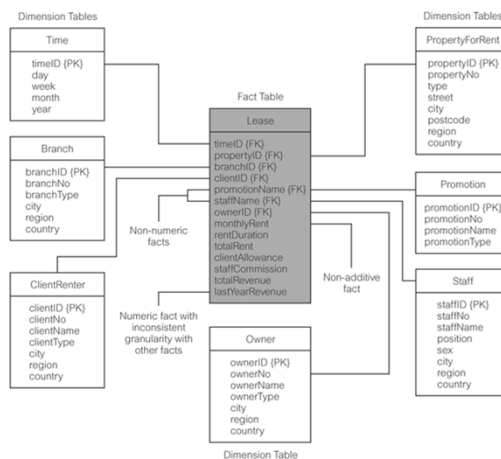 Dimension Tables
Time
timeID {PK}
day
week
month
year
Branch
branchID {PK}
branchNo
branchType
city
region
country
ClientRenter
clientID {PK}
clientNo
clientName
clientType
city
region
country
Non-numeric
facts
Numeric fact with
inconsistent
granularity with
other facts
Fact Table
Lease
timeID {FK}
propertyID {FK}
branchID {FK}
clientID {FK}
promotionName {FK}
staffName {FK}
ownerID {FK}
monthlyRent
rentDuration
totalRent
clientAllowance
staffCommission
totalRevenue
lastYearRevenue
Non-additive
fact
Owner
ownerID {PK}
ownerNo
ownerName
ownerType
city
region
country
Dimension Table
Dimension Tables
PropertyForRent
propertyID {PK}
propertyNo
type
street
city
postcode
region
country
Promotion
promotionID {PK}
promotionNo
promotionName
promotionType
Staff
staffID {PK}
staffNo
staffName
position
sex
city
region
country